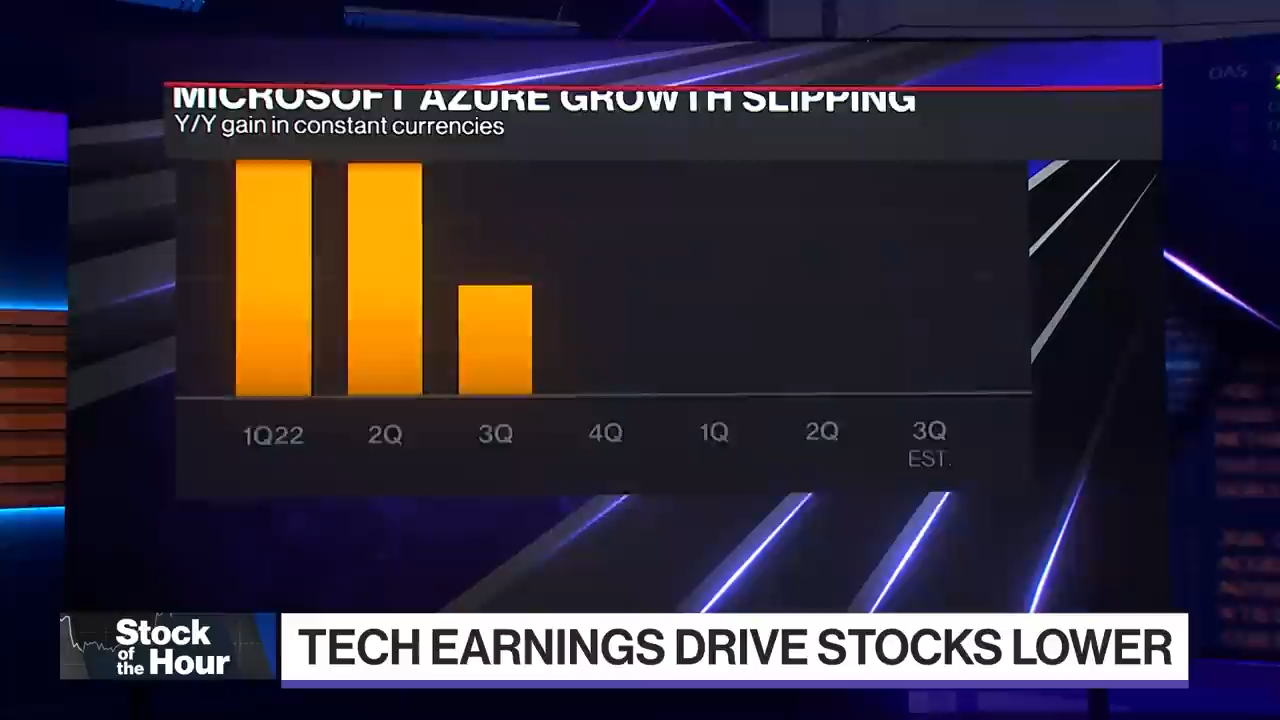 MICROSOFT AZURE GROWTH SLIPPING
Y/Y gain in constant currencies
1Q22 2Q 3Q 4Q 1Q 2Q 3Q
EST.
Stock
of
the Hour
TECH EARNINGS DRIVE STOCKS LOWER